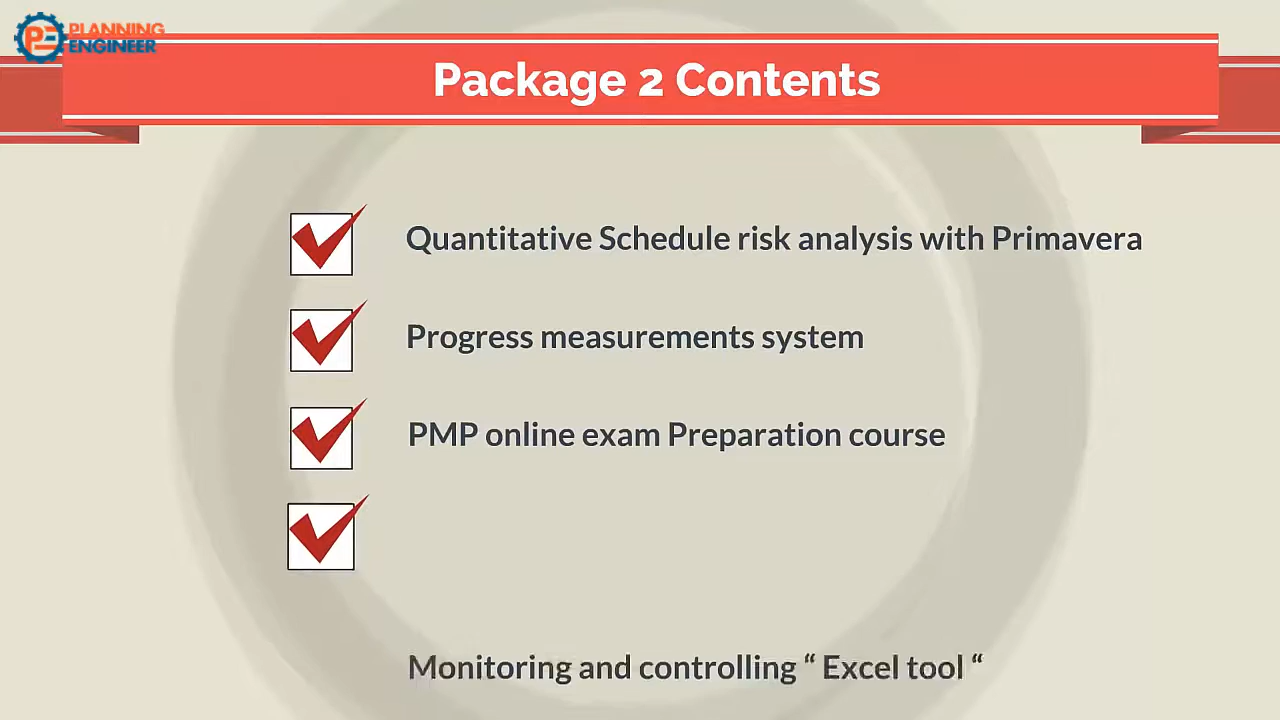 PLANNING
ENGINEER
Package 2 Contents
Quantitative Schedule risk analysis with Primavera
Progress measurements system
PMP online exam Preparation course
Monitoring and controlling “ Excel tool “